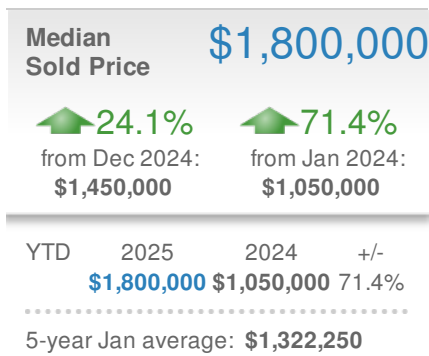 Median $1,800,000
Sold Price
24.1% 71.4%
from Dec 2024: from Jan 2024:
$1,450,000 $1,050,000
YTD 2025 2024 +/-
$1,800,000 $1,050,000 71.4%
5-year Jan average: $1,322,250